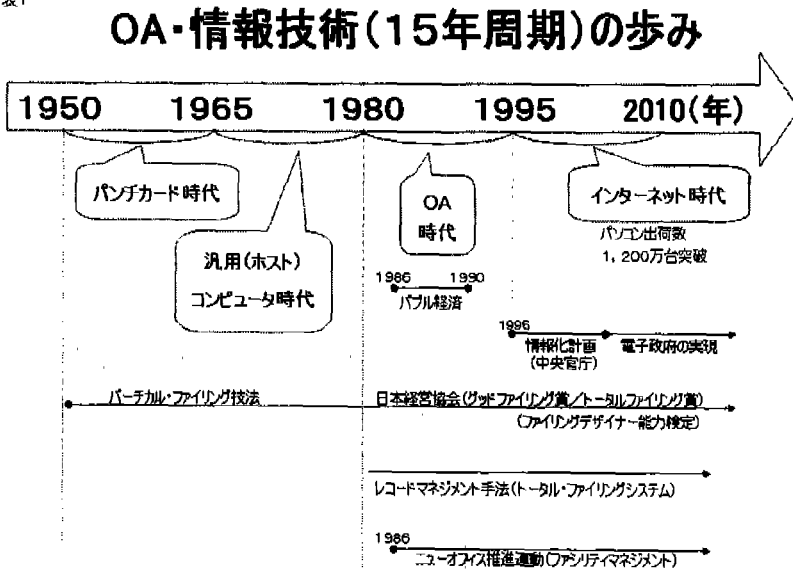 表1
OA・情報技術(15年周期)の歩み
1950 1965 1980 1995 2010(年)
パンチカード時代
汎用(ホスト)
コンピュータ時代
OA
時代
インターネット時代
パソコン出荷数
1,200万台突破
1986 1990
バブル経済
1996
情報化計画
(中央官庁)
電子政府の実現
バーチカル・ファイリング技法
日本経営協会(グッドファイリング賞/トータルファイリング賞)
(ファイリングデザイナー能力検定)
レコードマネジメント手法(トータル・ファイリングシステム)
1986
ニューオフィス推進運動(ファシリティマネジメント)